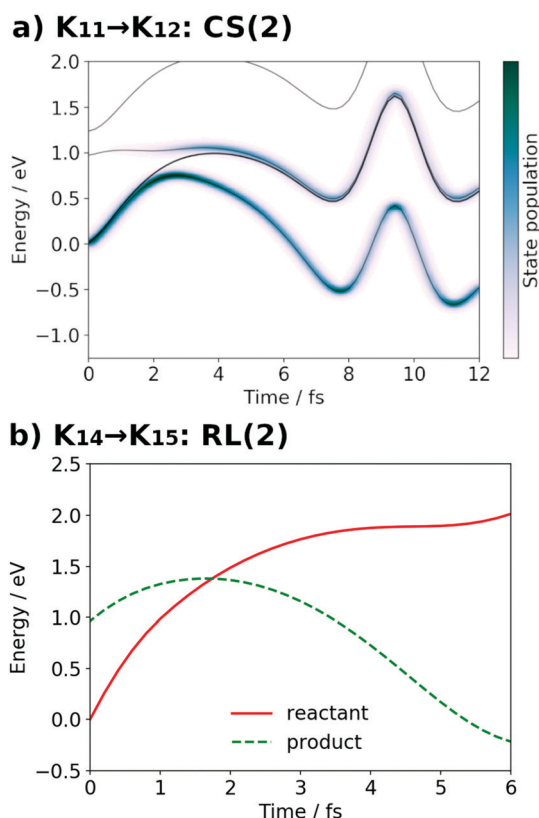 a) K₁₁→K₁₂: CS(2)
2.0
1.5
1.0
0.5
0.0
−0.5
−1.0
Energy / eV
0 2 4 6 8 10 12
Time / fs
State population
b) K₁₄→K₁₅: RL(2)
2.5
2.0
1.5
1.0
0.5
0.0
−0.5
Energy / eV
reactant
product
0 1 2 3 4 5 6
Time / fs